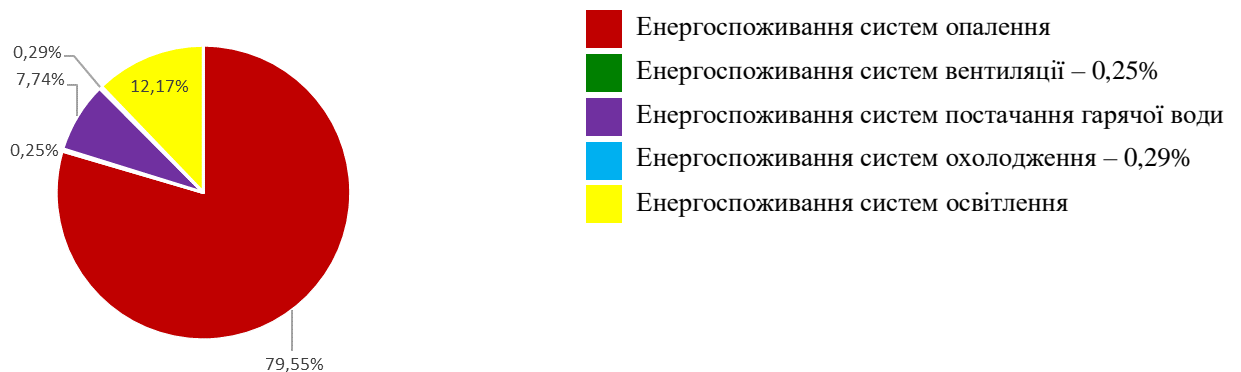 0,29%
7,74%
12,17%
0,25%
79,55%
Енергоспоживання систем опалення
Енергоспоживання систем вентиляції – 0,25%
Енергоспоживання систем постачання гарячої води
Енергоспоживання систем охолодження – 0,29%
Енергоспоживання систем освітлення